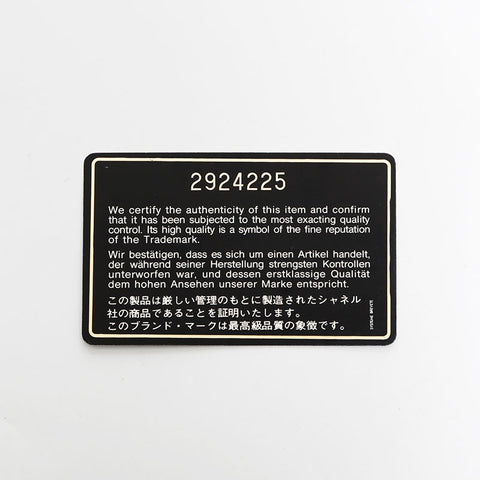 2924225
We certify the authenticity of this item and confirm
that it has been subjected to the most exacting quality
control. Its high quality is a symbol of the fine reputation
of the Trademark.
Wir bestätigen, dass es sich um einen Artikel handelt,
der während seiner Herstellung strengsten Kontrollen
unterworfen war, und dessen erstklassige Qualität
dem hohen Ansehen unserer Marke entspricht.
この製品は厳しい管理のもとに製造されたシャネル
社の商品であることを証明いたします。
このブランド・マークは最高級品質の象徴です。